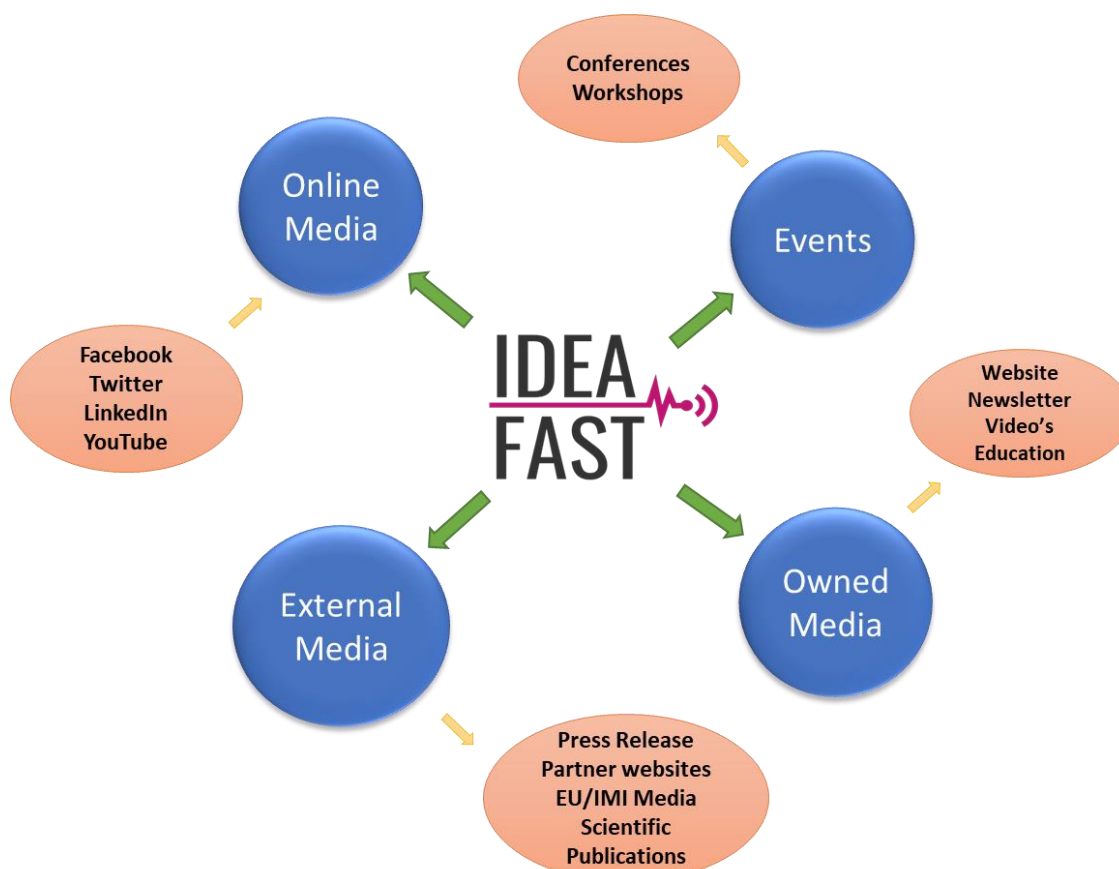 Conferences
Workshops
Online
Media
Events
Facebook
Twitter
LinkedIn
YouTube
IDEA
FAST
Website
Newsletter
Video’s
Education
External
Media
Owned
Media
Press Release
Partner websites
EU/IMI Media
Scientific
Publications